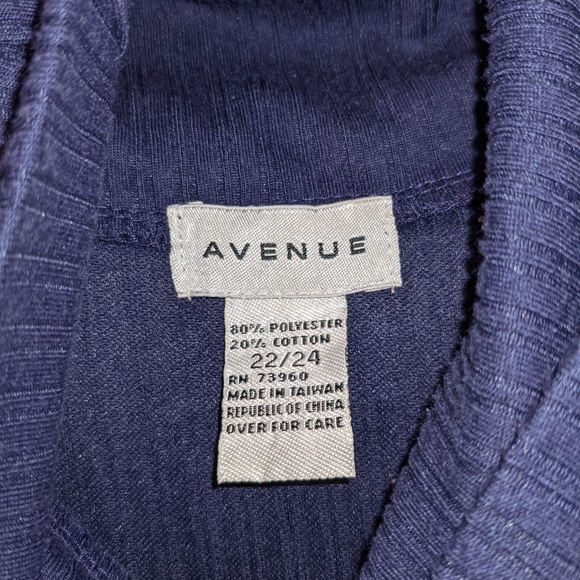 AVENUE
80% POLYESTER
20% COTTON
22/24
RN 73960
MADE IN TAIWAN
REPUBLIC OF CHINA
OVER FOR CARE